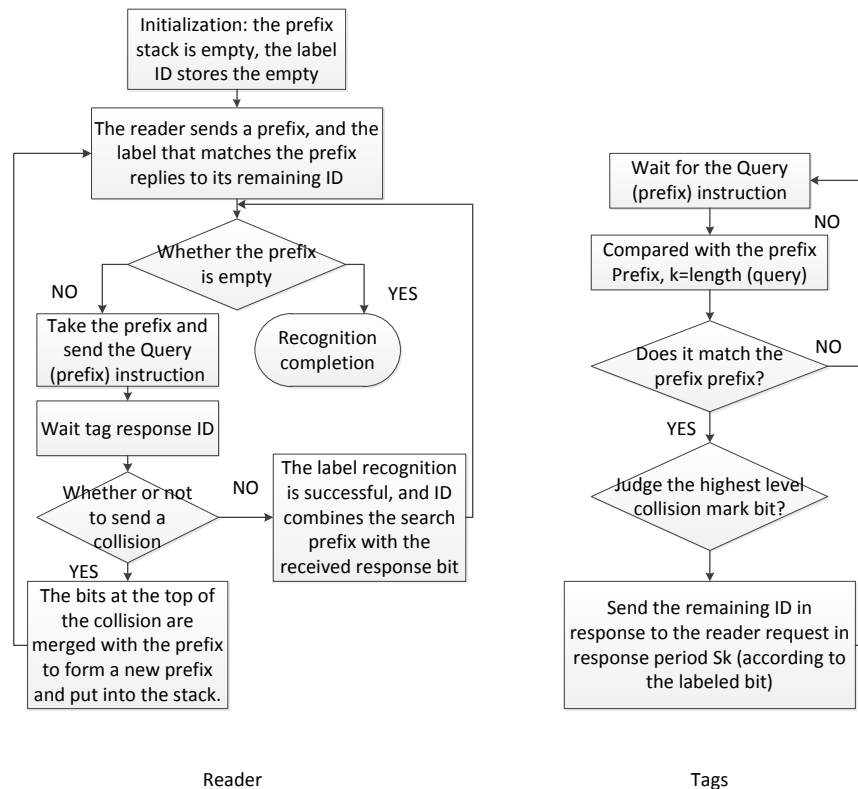 Initialization: the prefix
stack is empty, the label
ID stores the empty
The reader sends a prefix, and the
label that matches the prefix
replies to its remaining ID
Whether the prefix
is empty
NO
YES
Take the prefix and
send the Query
(prefix) instruction
Recognition
completion
Wait tag response ID
Whether or not
to send a
collision
NO
The label recognition
is successful, and ID
combines the search
prefix with the
received response bit
YES
The bits at the top of
the collision are
merged with the prefix
to form a new prefix
and put into the stack.
Reader
Wait for the Query
(prefix) instruction
NO
Compared with the prefix
Prefix, k=length (query)
Does it match the
prefix prefix?
NO
YES
Judge the highest level
collision mark bit?
Send the remaining ID in
response to the reader request in
response period Sk (according to
the labeled bit)
Tags